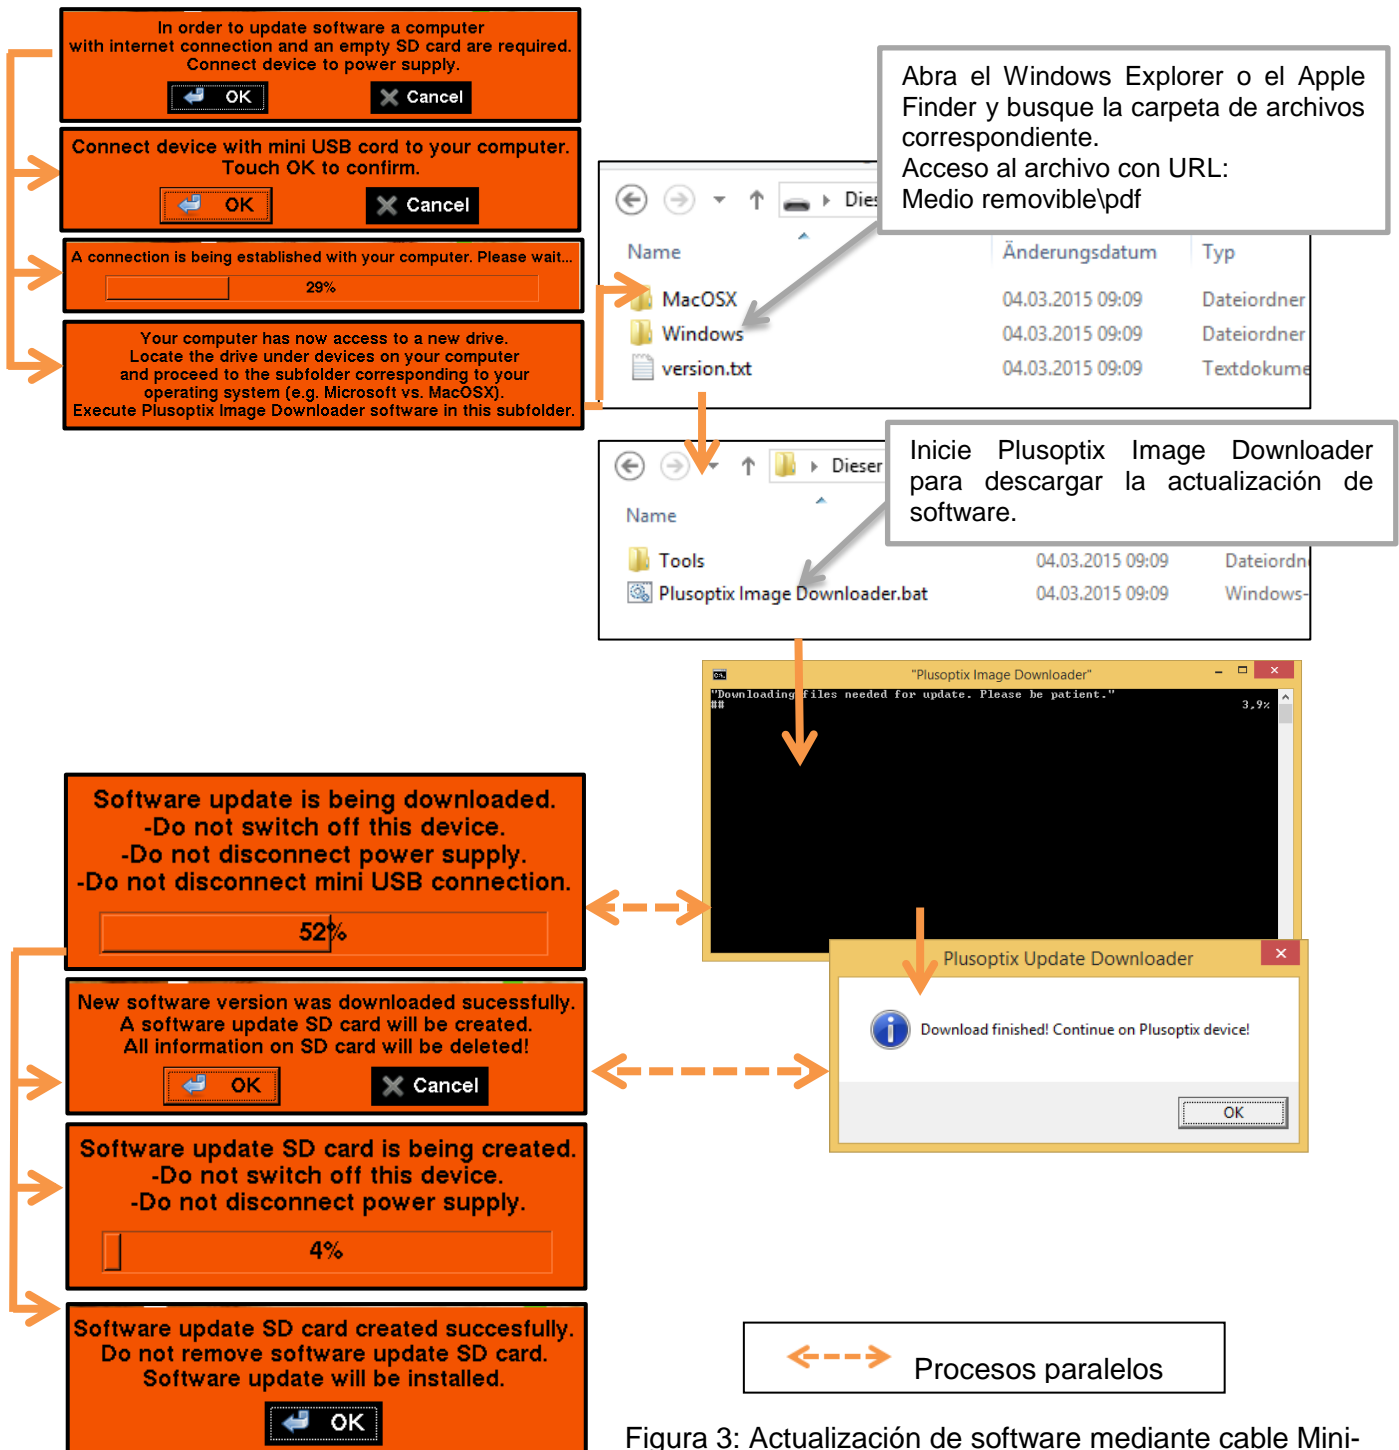 In order to update software a computer
with internet connection and an empty SD card are required.
Connect device to power supply.
OK
Cancel
Connect device with mini USB cord to your computer.
Touch OK to confirm.
OK
Cancel
A connection is being established with your computer. Please wait...
29%
Your computer has now access to a new drive.
Locate the drive under devices on your computer
and proceed to the subfolder corresponding to your
operating system (e.g. Microsoft vs. MacOSX).
Execute Plusoptix Image Downloader software in this subfolder.
Abra el Windows Explorer o el Apple
Finder y busque la carpeta de archivos
correspondiente.
Acceso al archivo con URL:
Medio removible\pdf
Name
Änderungsdatum
Typ
MacOSX
04.03.2015 09:09
Dateiordner
Windows
04.03.2015 09:09
Dateiordner
version.txt
04.03.2015 09:09
Textdokume
Inicie Plusoptix Image Downloader
para descargar la actualización de
software.
Dieser
Name
Tools
04.03.2015 09:09
Dateiordn
Plusoptix Image Downloader.bat
04.03.2015 09:09
Windows-
"Plusoptix Image Downloader"
"Downloading files needed for update. Please be patient."
##
3,9%
Software update is being downloaded.
-Do not switch off this device.
-Do not disconnect power supply.
-Do not disconnect mini USB connection.
52%
Plusoptix Update Downloader
Download finished! Continue on Plusoptix device!
OK
New software version was downloaded sucessfully.
A software update SD card will be created.
All information on SD card will be deleted!
OK
Cancel
Software update SD card is being created.
-Do not switch off this device.
-Do not disconnect power supply.
4%
Software update SD card created succesfully.
Do not remove software update SD card.
Software update will be installed.
OK
Procesos paralelos
Figura 3: Actualización de software mediante cable Mini-